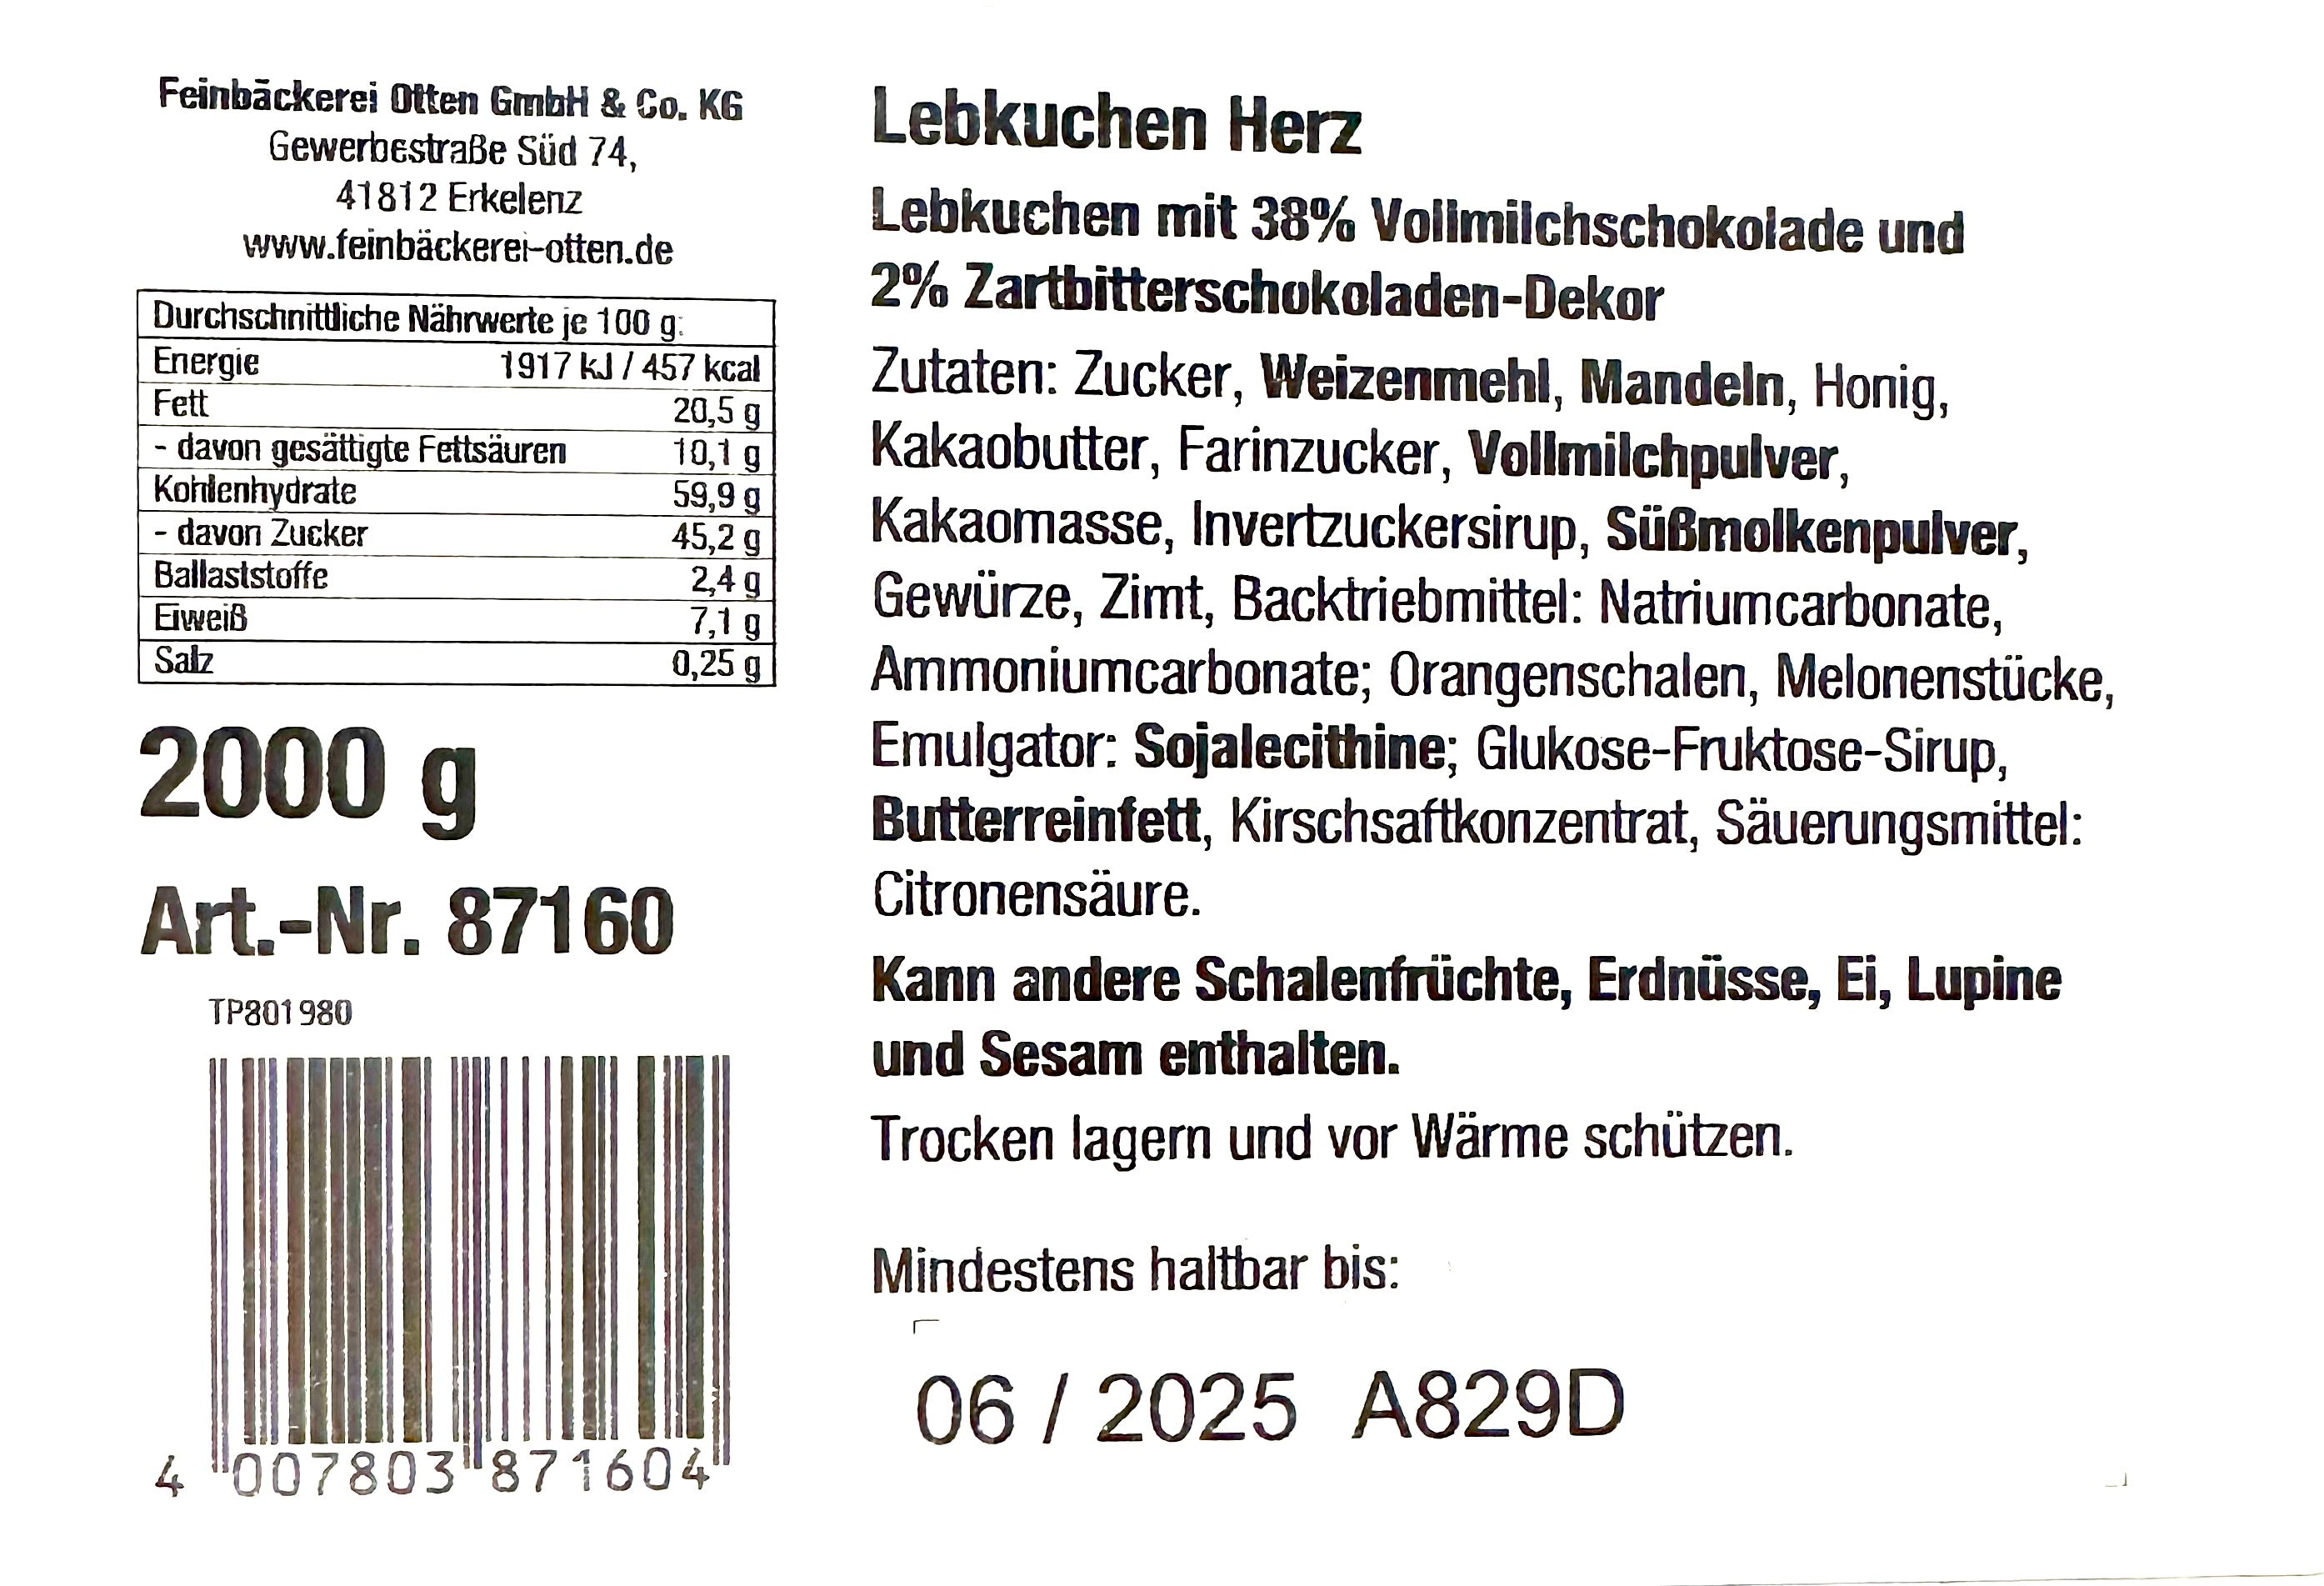 Feinbäckerei Otten GmbH & Co. KG
Gewerbestraße Süd 74,
41812 Erkelenz
www.feinbäckerei-otten.de
Durchschnittliche Nährwerte je 100 g:
Energie 1917 kJ / 457 kcal
Fett 20,5 g
- davon gesättigte Fettsäuren 10,1 g
Kohlenhydrate 59,9 g
- davon Zucker 45,2 g
Ballaststoffe 2,4 g
Eiweiß 7,1 g
Salz 0,25 g
2000 g
Art.-Nr. 87160
TP801980
4 007803 871604
Lebkuchen Herz
Lebkuchen mit 38% Vollmilchschokolade und
2% Zartbitterschokoladen-Dekor
Zutaten: Zucker, Weizenmehl, Mandeln, Honig,
Kakaobutter, Farinzucker, Vollmilchpulver,
Kakaomasse, Invertzuckersirup, Süßmolkenpulver,
Gewürze, Zimt, Backtriebmittel: Natriumcarbonate,
Ammoniumcarbonate; Orangenschalen, Melonenstücke,
Emulgator: Sojalecithine; Glukose-Fruktose-Sirup,
Butterreinfett, Kirschsaftkonzentrat, Säuerungsmittel:
Citronensäure.
Kann andere Schalenfrüchte, Erdnüsse, Ei, Lupine
und Sesam enthalten.
Trocken lagern und vor Wärme schützen.
Mindestens haltbar bis:
06 / 2025 A829D